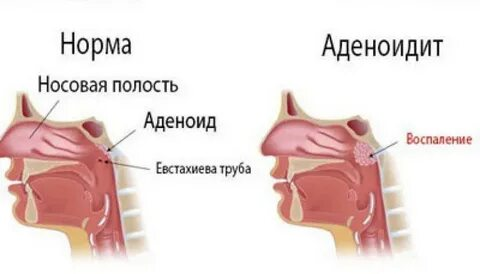 Норма
Носовая полость
Аденоид
Евстахиева труба
Аденоидит
Воспаление